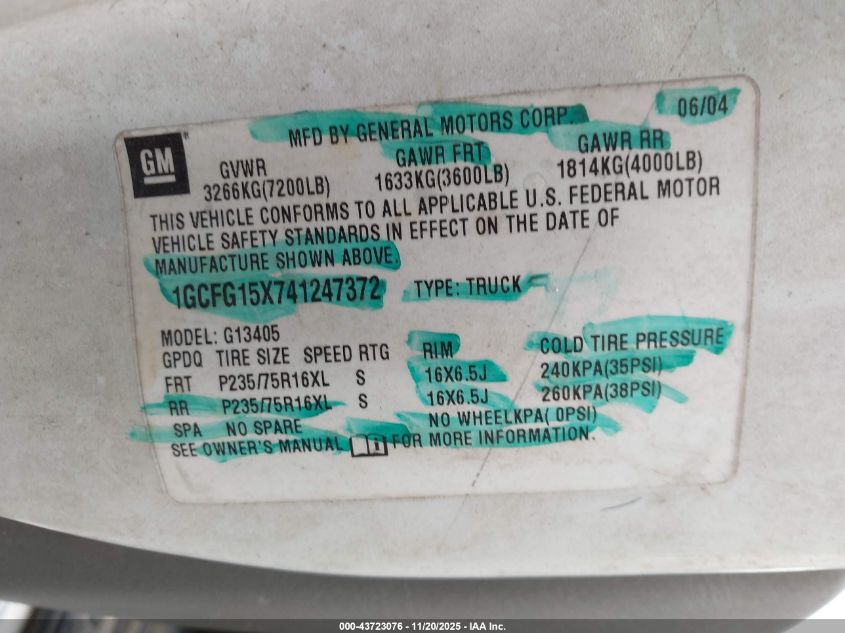 06/04
MFD BY GENERAL MOTORS CORP.
GM
GVWR GAWR FRT GAWR RR
3266KG(7200LB) 1633KG(3600LB) 1814KG(4000LB)
THIS VEHICLE CONFORMS TO ALL APPLICABLE U.S. FEDERAL MOTOR
VEHICLE SAFETY STANDARDS IN EFFECT ON THE DATE OF
MANUFACTURE SHOWN ABOVE.
1GCFG15X741247372 TYPE: TRUCK
MODEL: G13405
GPDQ TIRE SIZE SPEED RTG RIM COLD TIRE PRESSURE
FRT P235/75R16XL S 16X6.5J 240KPA(35PSI)
RR P235/75R16XL S 16X6.5J 260KPA(38PSI)
SPA NO SPARE NO WHEELKPA( 0PSI)
SEE OWNER'S MANUAL FOR MORE INFORMATION.
000-43723076 — 11/20/2025 — IAA Inc.